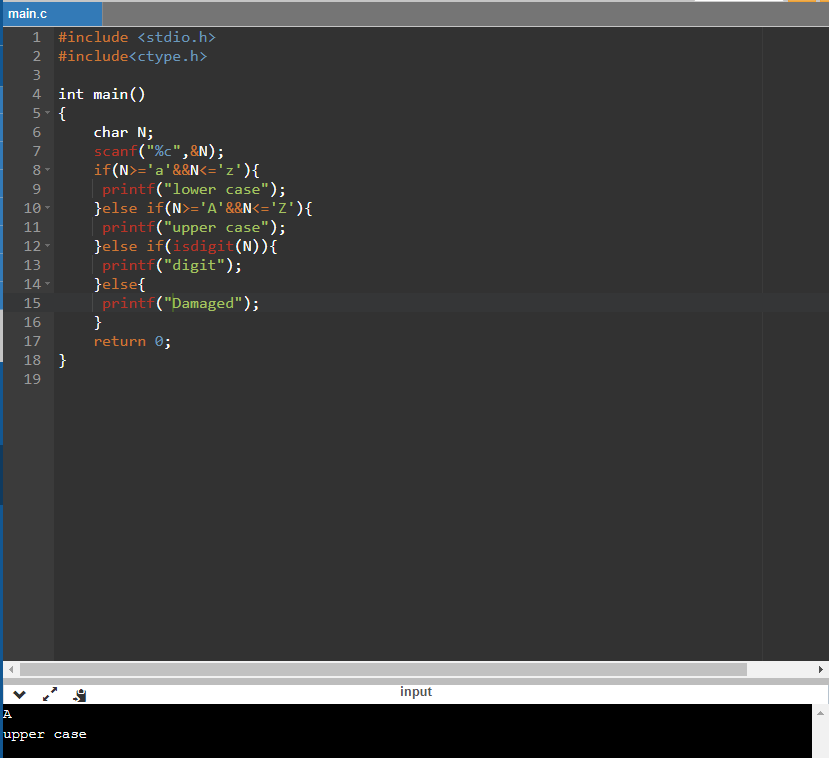 main.c
1 #include <stdio.h>
2 #include<ctype.h>
3
4 int main()
5 {
6     char N;
7     scanf("%c",&N);
8     if(N>='a'&&N<='z'){
9      printf("lower case");
10     }else if(N>='A'&&N<='Z'){
11      printf("upper case");
12     }else if(isdigit(N)){
13      printf("digit");
14     }else{
15      printf("Damaged");
16     }
17     return 0;
18 }
19
input
A
upper case